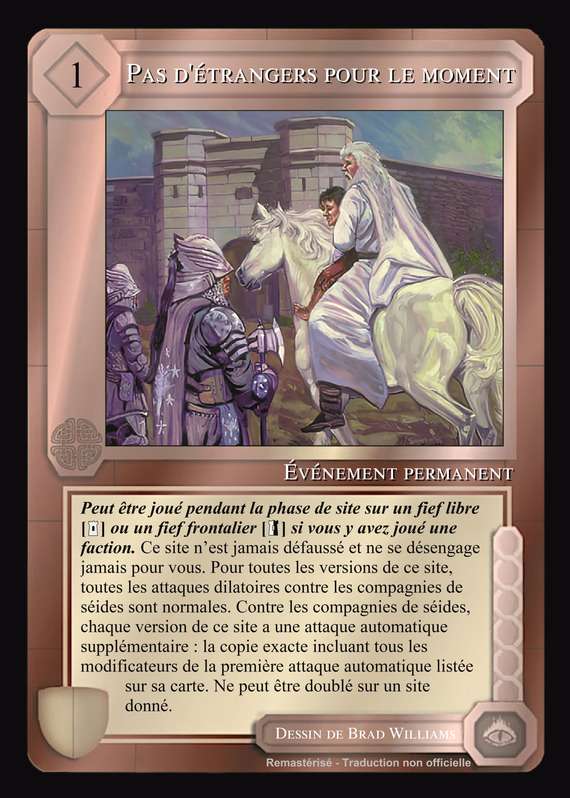 1
Pas d'étrangers pour le moment
Événement permanent
Peut être joué pendant la phase de site sur un fief libre
[] ou un fief frontalier [] si vous y avez joué une
faction. Ce site n'est jamais défaussé et ne se désengage
jamais pour vous. Pour toutes les versions de ce site,
toutes les attaques dilatoires contre les compagnies de
séides sont normales. Contre les compagnies de séides,
chaque version de ce site a une attaque automatique
supplémentaire : la copie exacte incluant tous les
modificateurs de la première attaque automatique listée
sur sa carte. Ne peut être doublé sur un site
donné.
Dessin de Brad Williams
Remastérisé - Traduction non officielle